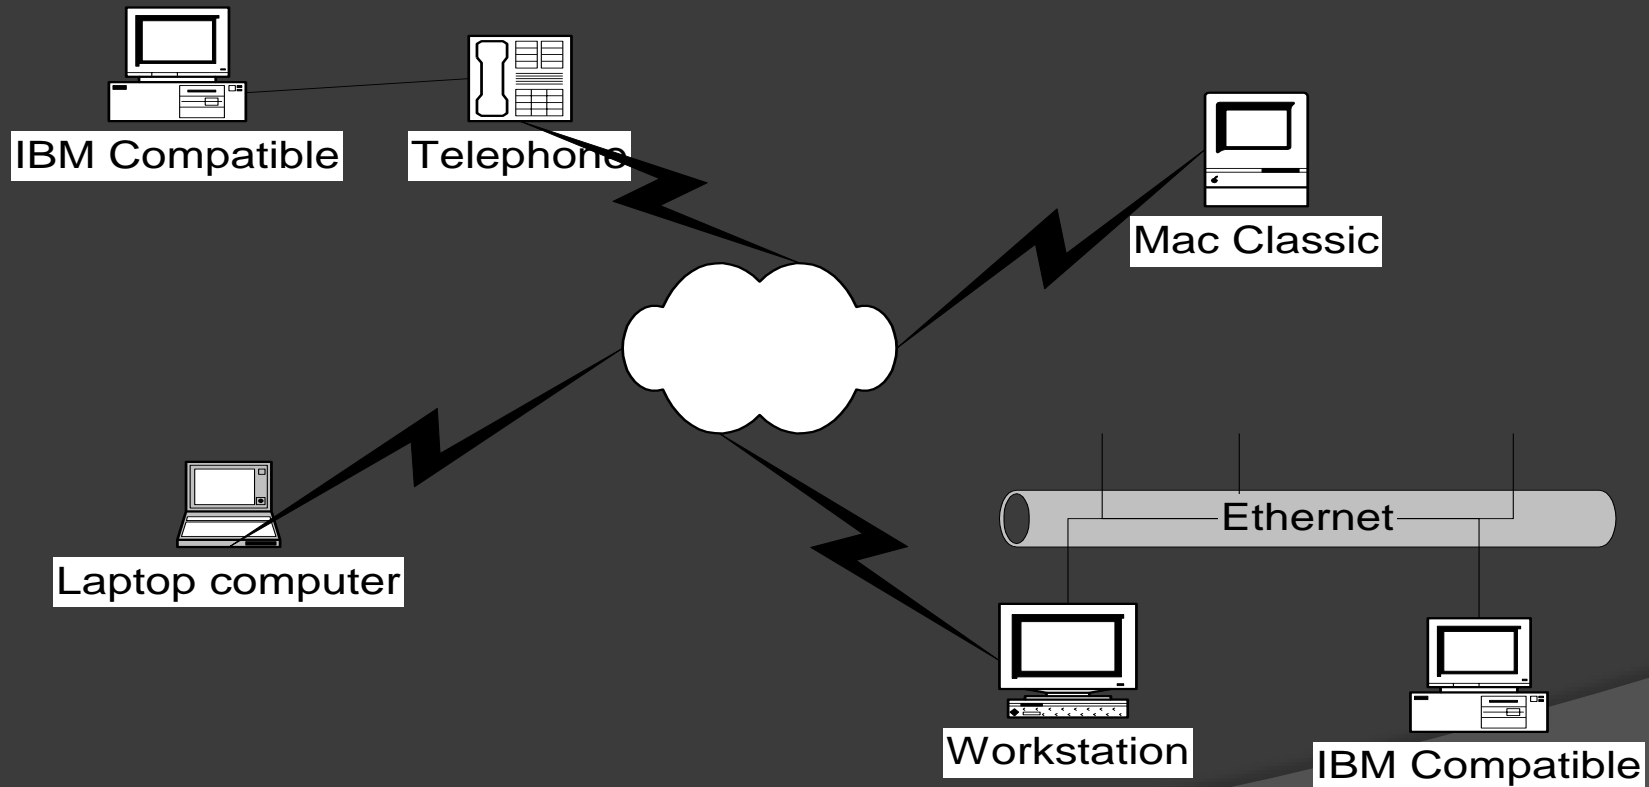 IBM Compatible
Telephone
Mac Classic
Ethernet
Laptop computer
Workstation
IBM Compatible